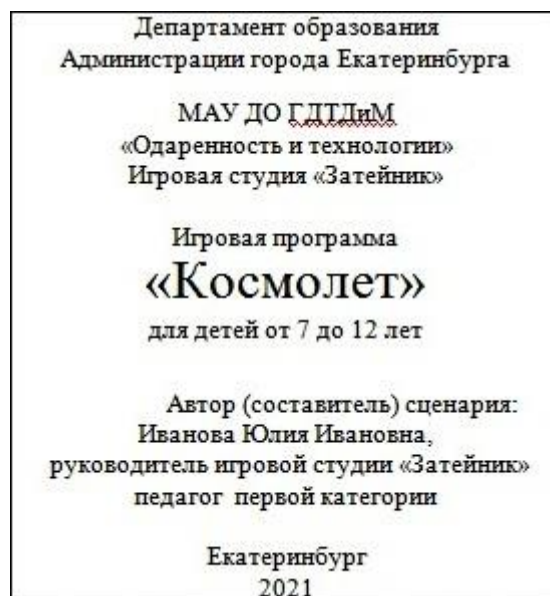 Департамент образования
Администрации города Екатеринбурга
МАУ ДО ГДТДиМ
«Одаренность и технологии»
Игровая студия «Затейник»
Игровая программа
«Космолет»
для детей от 7 до 12 лет
Автор (составитель) сценария:
Иванова Юлия Ивановна,
руководитель игровой студии «Затейник»
педагог первой категории
Екатеринбург
2021